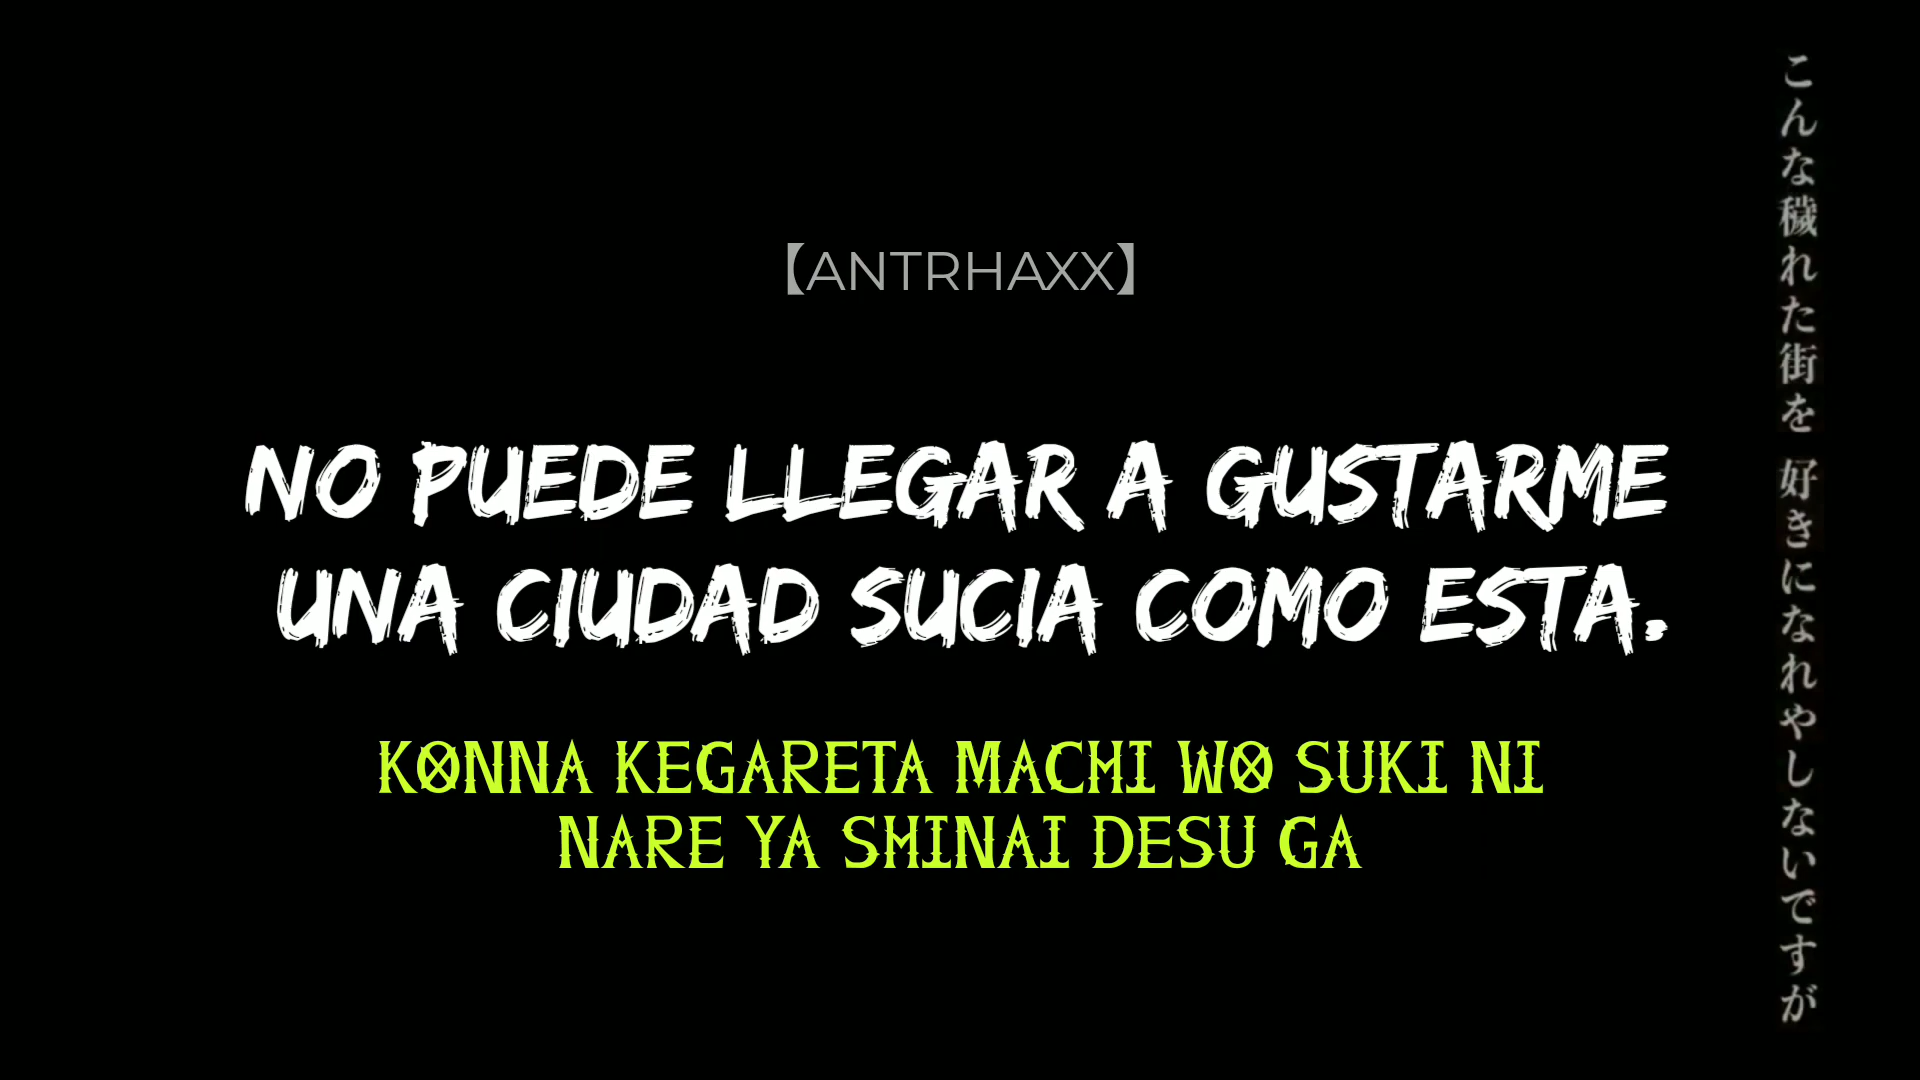 【ANTRHAXX】
NO PUEDE LLEGAR A GUSTARME
UNA CIUDAD SUCIA COMO ESTA.
KONNA KEGARETA MACHI WO SUKI NI
NARE YA SHINAI DESU GA
こんな穢れた街を 好きになれやしないですが